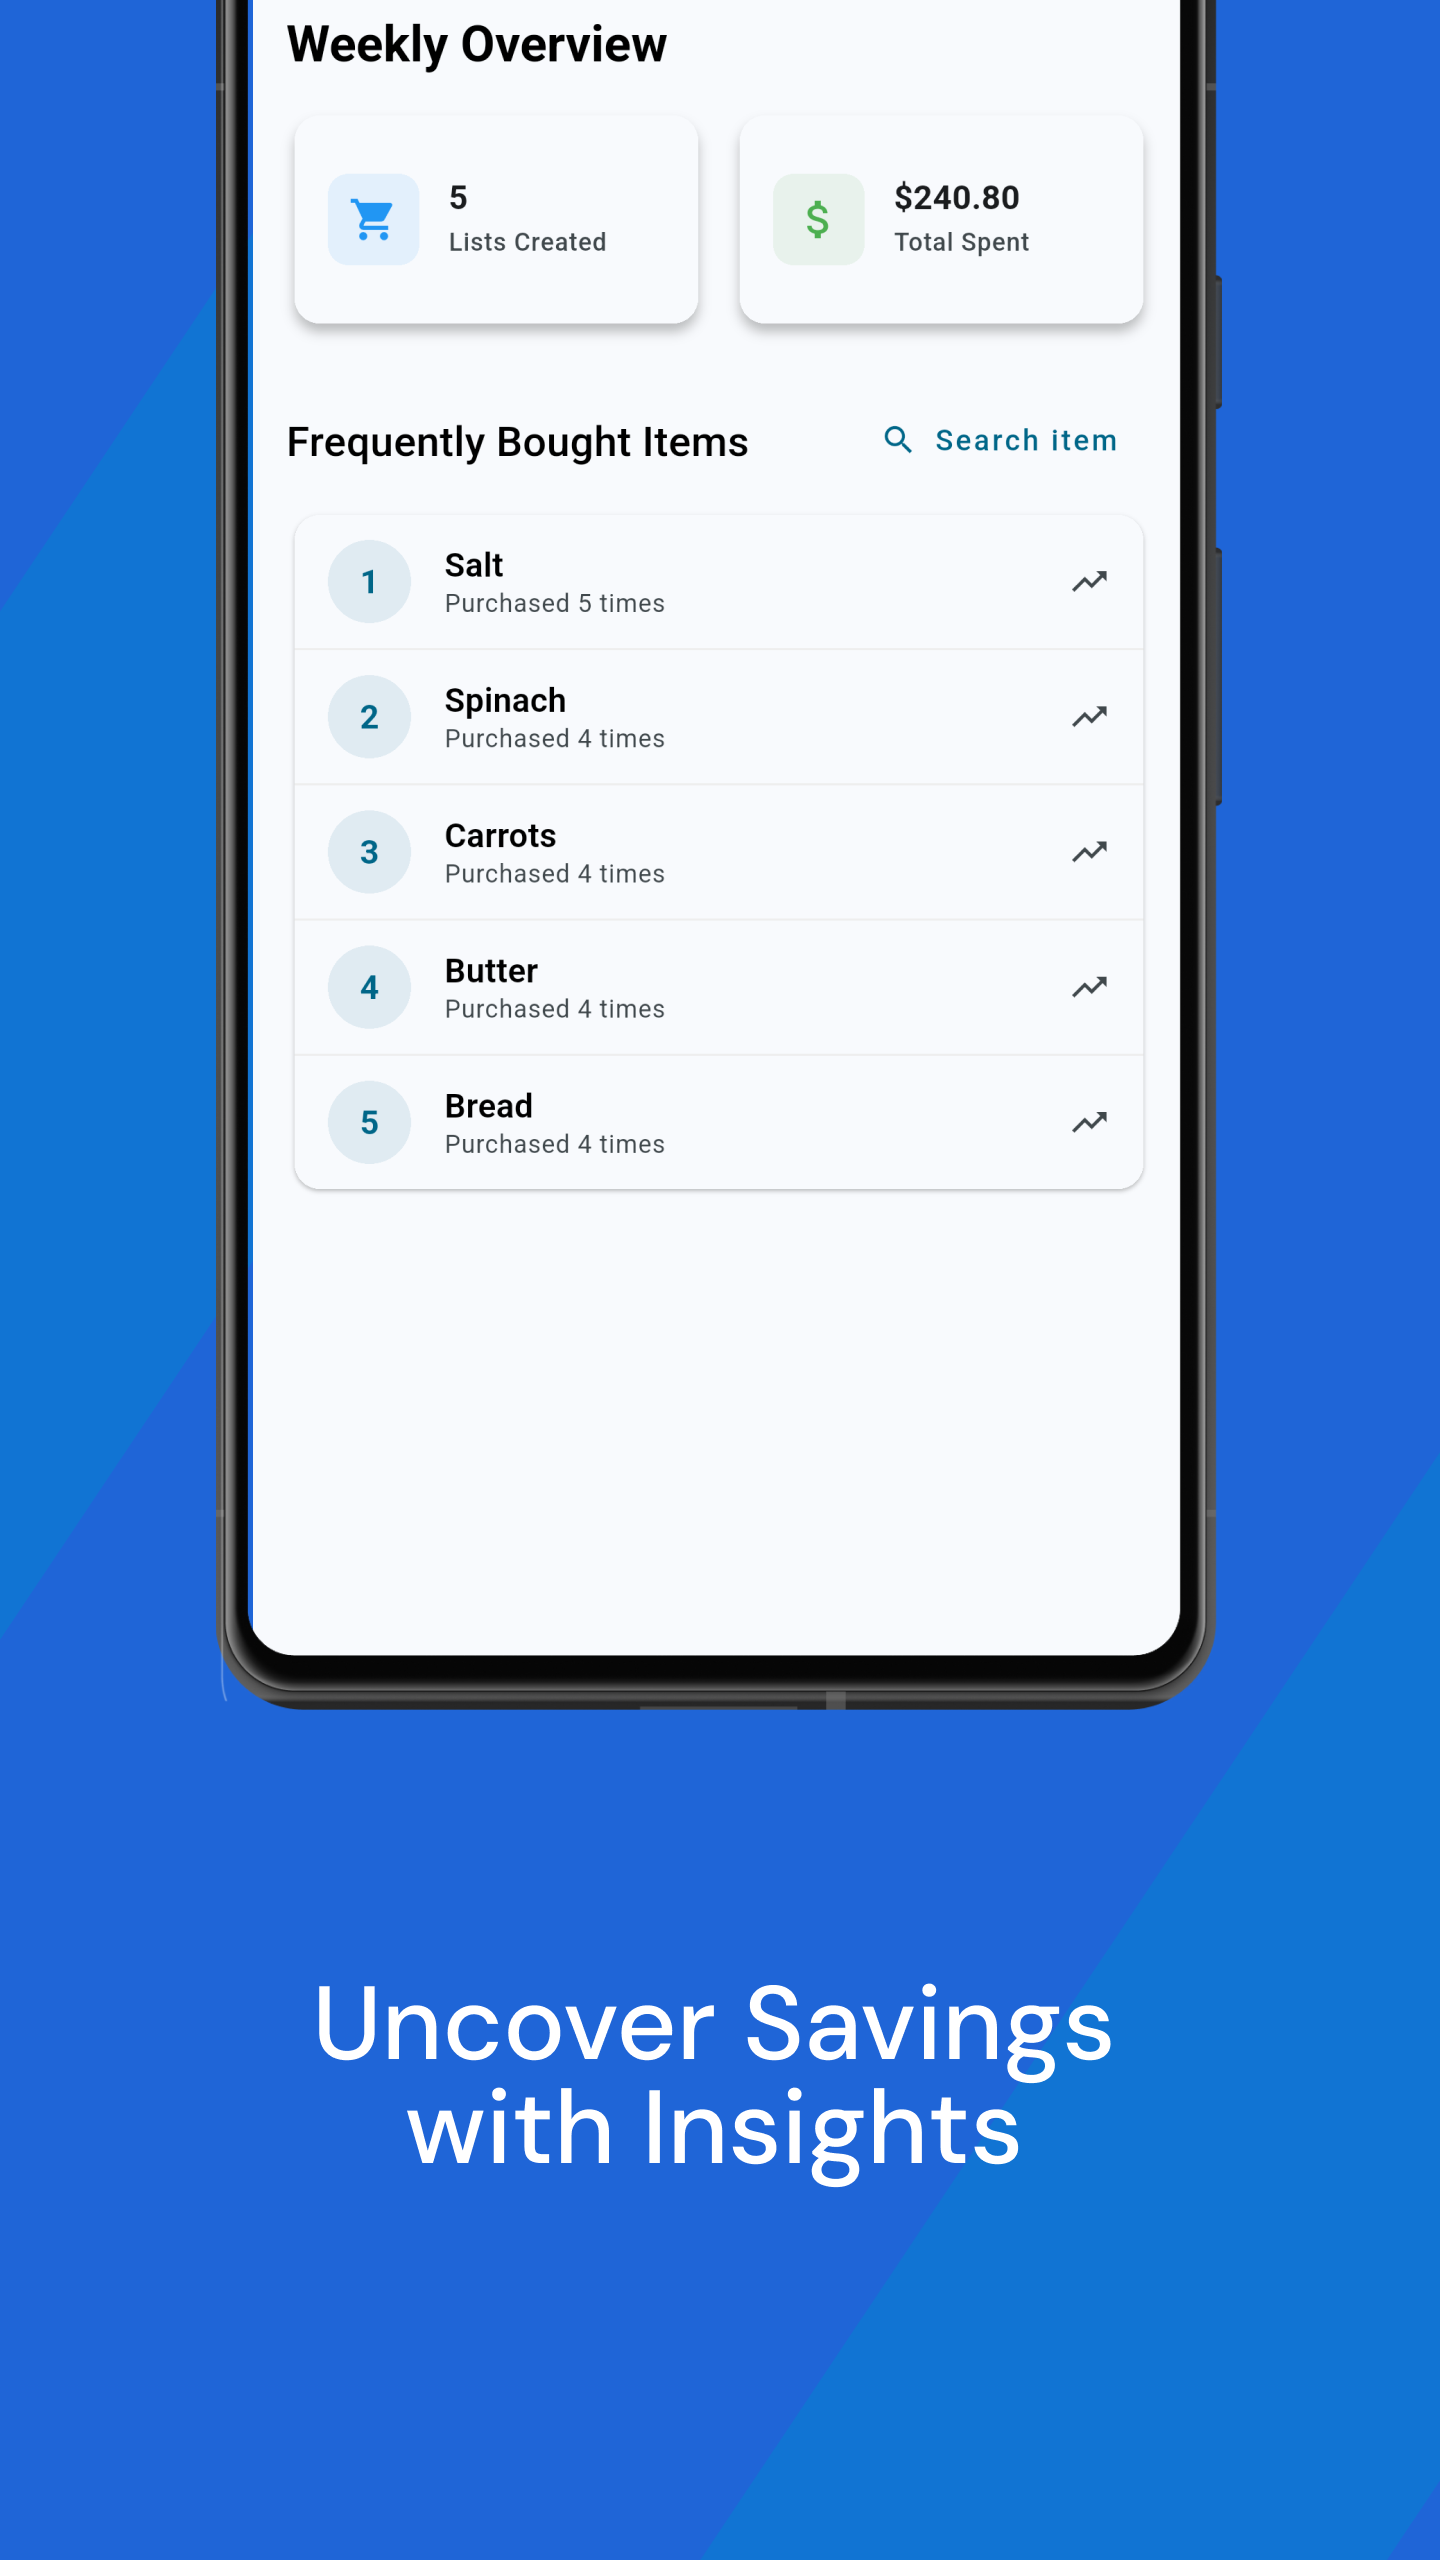 Weekly Overview
5
Lists Created
$240.80
Total Spent
Frequently Bought Items
Search item
1
Salt
Purchased 5 times
2
Spinach
Purchased 4 times
3
Carrots
Purchased 4 times
4
Butter
Purchased 4 times
5
Bread
Purchased 4 times
Uncover Savings
with Insights